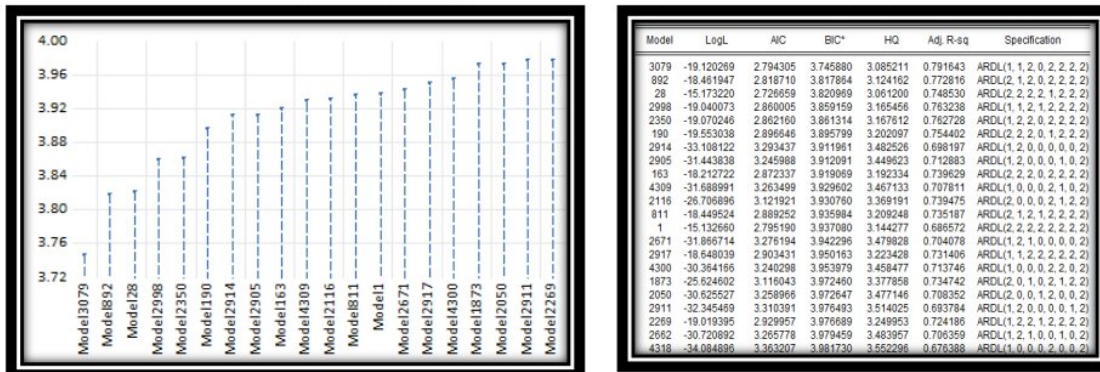 4.00
3.96
3.92
3.88
3.84
3.80
3.76
3.72
Model3079
Model892
Model28
Model2998
Model2350
Model190
Model2914
Model2905
Model163
Model4309
Model2116
Model811
Model1
Model2671
Model2917
Model4300
Model1873
Model2050
Model2911
Model2269
Model LogL AIC BIC* HQ Adj. R-sq Specification
3079 -19.120269 2.794305 3.745880 3.085211 0.791643 ARDL(1, 1, 2, 0, 2, 2, 2, 2)
892 -18.461947 2.818710 3.817864 3.124162 0.772816 ARDL(2, 2, 2, 0, 2, 2, 2, 2)
28 -15.173220 2.726659 3.820969 3.061200 0.748530 ARDL(2, 2, 2, 2, 1, 2, 2, 2)
2998 -19.040073 2.860005 3.859159 3.165456 0.763238 ARDL(1, 1, 2, 1, 2, 2, 2, 2)
2350 -19.070246 2.862160 3.861314 3.167612 0.762728 ARDL(1, 2, 2, 0, 2, 2, 2, 2)
190 -19.553038 2.896646 3.895799 3.202097 0.754402 ARDL(2, 2, 2, 0, 1, 2, 2, 2)
2914 -33.108122 3.293437 3.911961 3.482526 0.698197 ARDL(1, 2, 0, 0, 0, 0, 0, 2)
2905 -31.443838 3.245988 3.912091 3.449623 0.712883 ARDL(1, 2, 0, 0, 0, 1, 0, 2)
163 -18.212722 2.872337 3.919069 3.192334 0.739629 ARDL(2, 2, 2, 0, 2, 2, 2, 2)
4309 -31.688991 3.263499 3.929602 3.467133 0.707811 ARDL(1, 0, 0, 0, 2, 1, 0, 2)
2116 -26.706896 3.121921 3.930760 3.369191 0.739475 ARDL(2, 0, 0, 0, 2, 1, 2, 2)
811 -18.449524 2.889252 3.935984 3.209248 0.735187 ARDL(2, 1, 2, 1, 2, 2, 2, 2)
1 -15.132660 2.795190 3.937080 3.144277 0.686572 ARDL(2, 2, 2, 2, 2, 2, 2, 2)
2671 -31.866714 3.276194 3.942296 3.479828 0.704078 ARDL(1, 2, 1, 0, 0, 0, 0, 2)
2917 -18.648039 2.903431 3.950163 3.223428 0.731406 ARDL(1, 1, 2, 2, 2, 2, 2, 2)
4300 -30.364166 3.240298 3.953979 3.458477 0.713746 ARDL(1, 0, 0, 0, 2, 2, 0, 2)
1873 -25.624602 3.116043 3.972460 3.377858 0.734742 ARDL(2, 0, 1, 0, 2, 1, 2, 2)
2050 -30.625527 3.258966 3.972647 3.477146 0.708352 ARDL(2, 0, 0, 1, 2, 0, 0, 2)
2911 -32.345469 3.310391 3.976493 3.514025 0.693784 ARDL(1, 2, 0, 0, 0, 0, 1, 2)
2269 -19.019395 2.929957 3.976689 3.249953 0.724186 ARDL(1, 2, 2, 1, 2, 2, 2, 2)
2662 -30.720892 3.265778 3.979459 3.483957 0.706359 ARDL(1, 2, 1, 0, 0, 1, 0, 2)
4318 -34.084896 3.363207 3.981730 3.552296 0.676388 ARDL(1, 0, 0, 0, 2, 0, 0, 2)